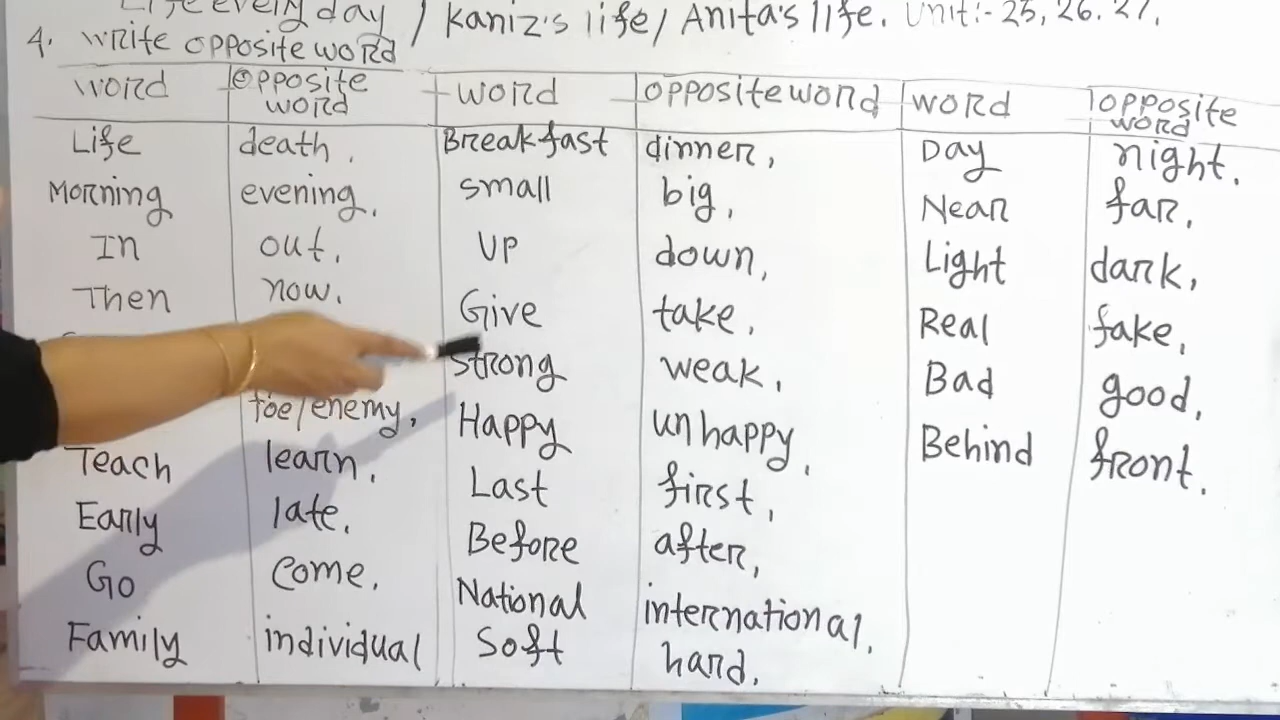 Life everyday / Kaniz's life / Anita's life. Unit:- 25, 26. 27.
4. Write opposite word
word opposite word word opposite word word opposite word
Life death. Breakfast dinner, Day night.
Morning evening. small big, Near far,
In out. UP down, Light dark,
Then now. Give take, Real fake,
strong weak, Bad good,
foe/enemy, Happy unhappy, Behind front.
Teach learn. Last first,
Early late. Before after,
Go come. National international.
Family individual Soft hard.